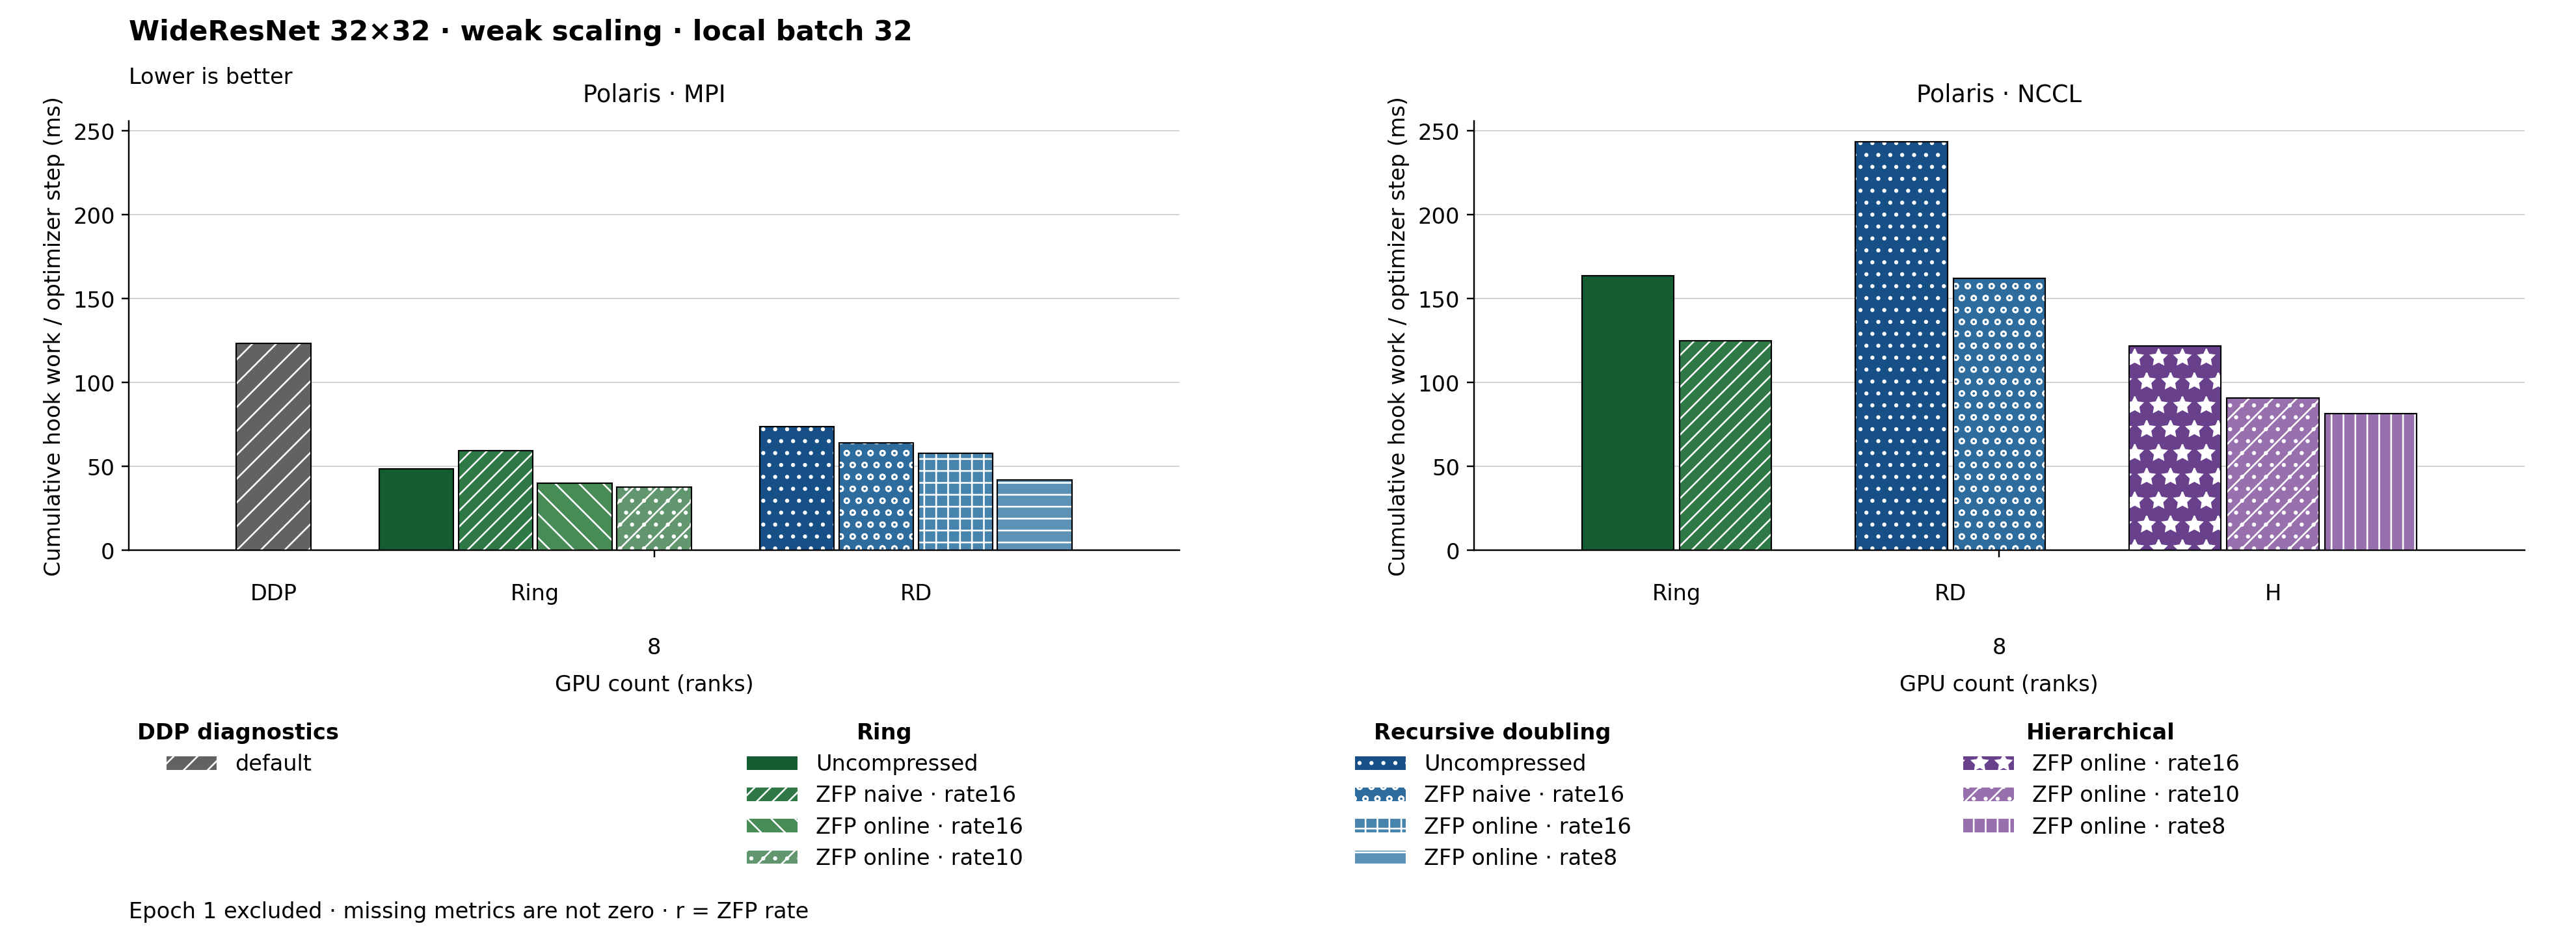 WideResNet 32×32 · weak scaling · local batch 32
Lower is better
Polaris · MPI
Cumulative hook work / optimizer step (ms)
250
200
150
100
50
0
DDP
Ring
RD
8
GPU count (ranks)
Polaris · NCCL
Cumulative hook work / optimizer step (ms)
250
200
150
100
50
0
Ring
RD
H
8
GPU count (ranks)
DDP diagnostics
default
Ring
Uncompressed
ZFP naive · rate16
ZFP online · rate16
ZFP online · rate10
Recursive doubling
Uncompressed
ZFP naive · rate16
ZFP online · rate16
ZFP online · rate8
Hierarchical
ZFP online · rate16
ZFP online · rate10
ZFP online · rate8
Epoch 1 excluded · missing metrics are not zero · r = ZFP rate